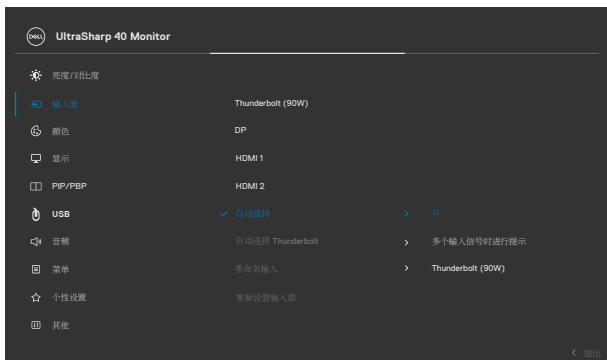 DELL UltraSharp 40 Monitor
亮度/对比度
输入源 Thunderbolt (90W)
颜色 DP
显示 HDMI 1
PIP/PBP HDMI 2
USB 自动选择 开
音频 自动选择 Thunderbolt 多个输入信号时进行提示
菜单 重命名输入 Thunderbolt (90W)
个性设置 重新设置输入源
其他
退出